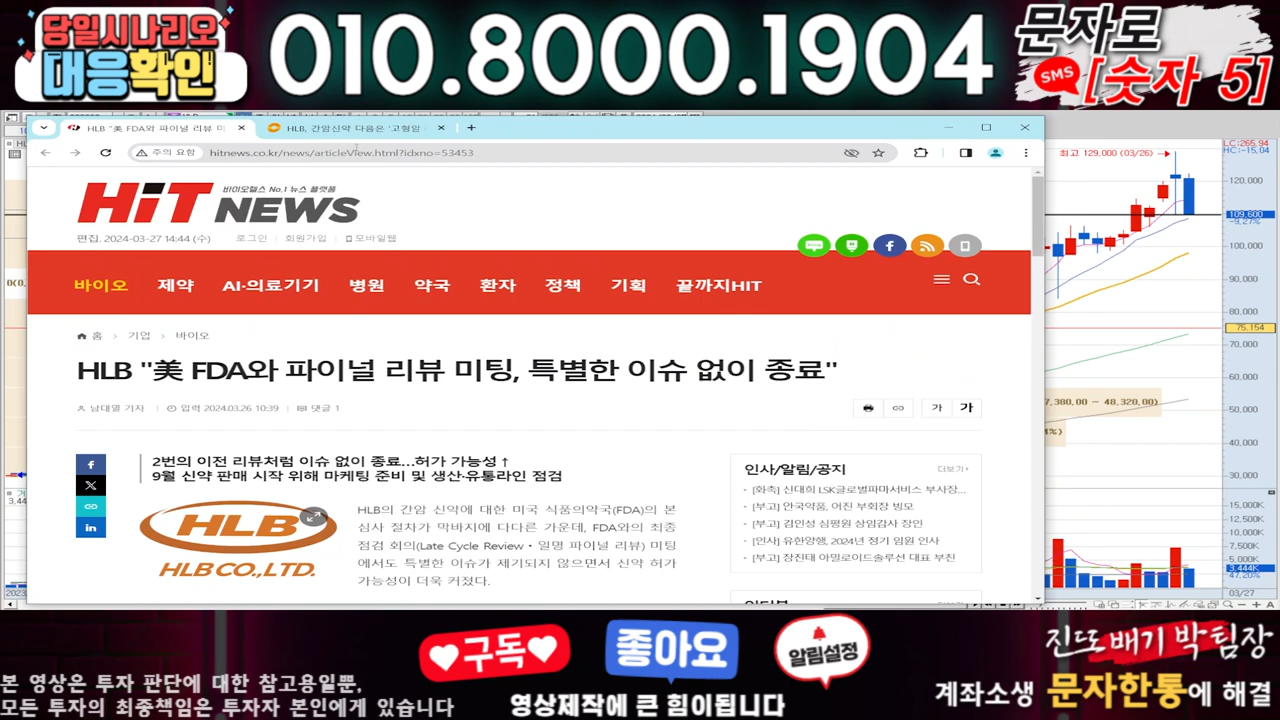 당일시나리오
대응확인
010.8000.1904
문자로
SMS [숫자 5]
HLB "美 FDA와 파이널 리뷰 미
HLB, 간암신약 다음은 '고형암
주의 요함
hitnews.co.kr/news/articleView.html?idxno=53453
바이오헬스 No.1 뉴스 플랫폼
HiT NEWS
편집. 2024-03-27 14:44 (수)
로그인
회원가입
모바일웹
바이오 제약 AI·의료기기 병원 약국 환자 정책 기획 끝까지HIT
홈 > 기업 > 바이오
HLB "美 FDA와 파이널 리뷰 미팅, 특별한 이슈 없이 종료"
남대열 기자
입력 2024.03.26 10:39
댓글 1
가 가
2번의 이전 리뷰처럼 이슈 없이 종료...허가 가능성↑
9월 신약 판매 시작 위해 마케팅 준비 및 생산·유통라인 점검
HLB
HLB CO.,LTD.
HLB의 간암 신약에 대한 미국 식품의약국(FDA)의 본
심사 절차가 막바지에 다다른 가운데, FDA와의 최종
점검 회의(Late Cycle Review·일명 파이널 리뷰) 미팅
에서도 특별한 이슈가 제기되지 않으면서 신약 허가
가능성이 더욱 커졌다.
인사/알림/공지
더보기
[화촉] 신대희 LSK글로벌파마서비스 부사장...
[부고] 안국약품, 어진 부회장 빙모
[부고] 김인성 심평원 상임감사 장인
[인사] 유한양행, 2024년 정기 임원 인사
[부고] 장진태 아밀로이드솔루션 대표 부친
LC:265.94
HC:-15.04
최고 129,000 (03/26)
120,000
109,600
-9.27%
100,000
90,000
80,000
75,154
70,000
60,000
50,000
40,000
30,000
7,380,00 ~ 48,320,00)
15,000K
12,500K
10,000K
7,500K
5,000K
3,444K
47.20%
03/27
구독
좋아요
알림설정
진또배기 박팀장
본 영상은 투자 판단에 대한 참고용일뿐,
모든 투자의 최종책임은 투자자 본인에게 있습니다
영상제작에 큰 힘이됩니다
계좌소생 문자한통에 해결